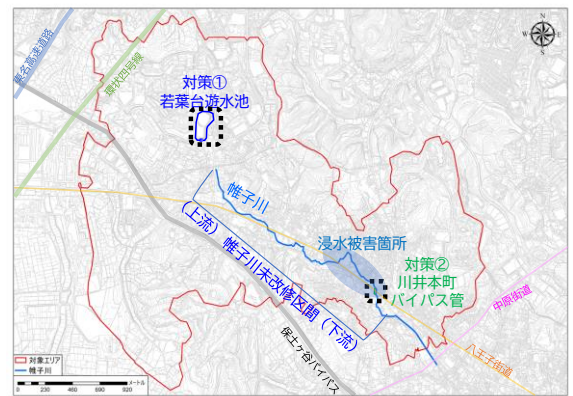 東名高速道路
環状四号線
N
W
E
S
対策①
若葉台遊水池
帷子川
(上流) 帷子川未改修区間 (下流)
浸水被害箇所
対策②
川井本町
バイパス管
中原街道
八王子街道
保土ヶ谷バイパス
対象エリア
帷子川
0 230 460 690 920 メートル